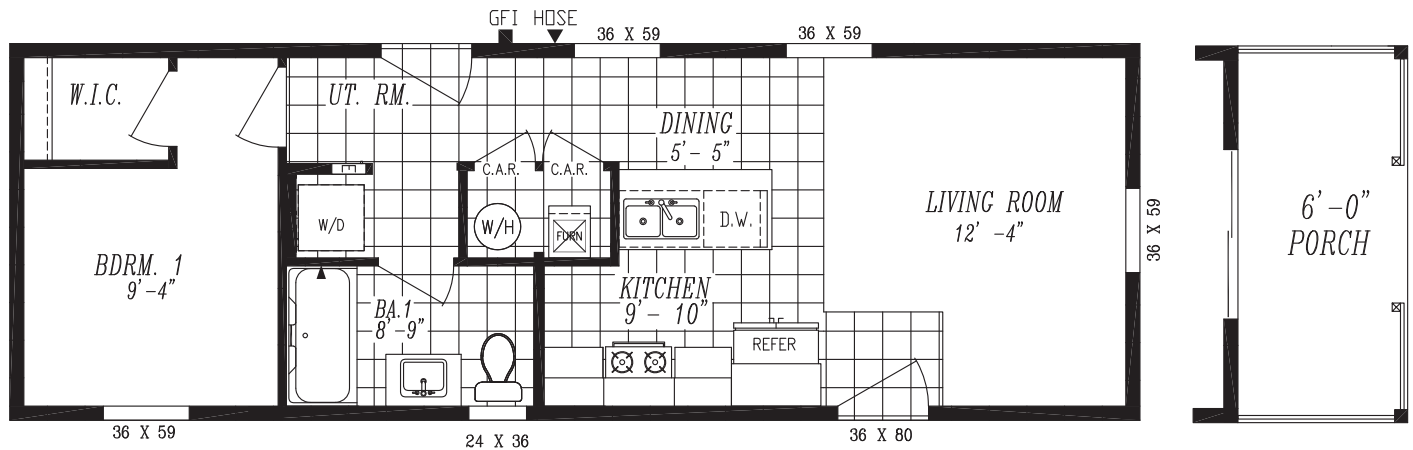 GFI HOSE
36 X 59
36 X 59
W.I.C.
UT. RM.
DINING
5'- 5"
C.A.R.
C.A.R.
W/D
W/H
FURN
D.W.
LIVING ROOM
12' -4"
36 X 59
6'-0"
PORCH
BDRM. 1
9'-4"
BA.1
8'-9"
KITCHEN
9'- 10"
REFER
36 X 59
24 X 36
36 X 80